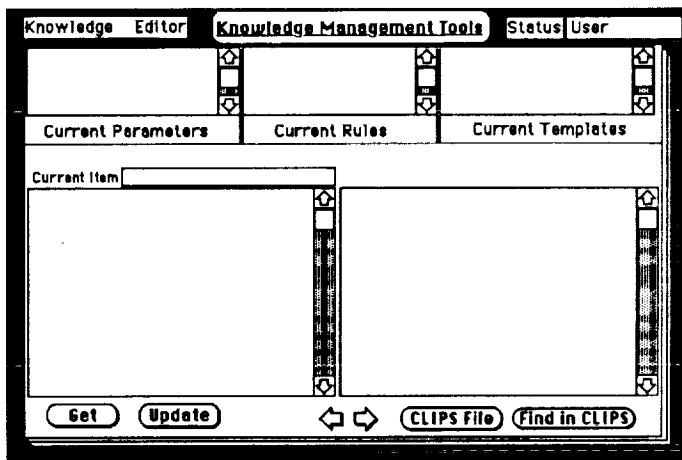 Knowledge Editor Knowledge Management Tools Status User
Current Parameters Current Rules Current Templates
Current Item
Get Update CLIPS File Find in CLIPS